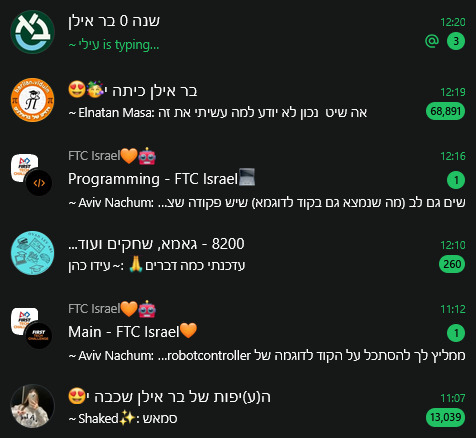 שנה 0 בר אילן
12:20
~ עילי is typing...
@ 3
בר אילן כיתה י🥳😍
12:19
~ Elnatan Masa: אה שיט נכון לא יודע למה עשיתי את זה
68,891
FTC Israel🧡🤖
12:16
Programming - FTC Israel💻
1
~ Aviv Nachum: שים גם לב (מה שנמצא גם בקוד לדוגמא) שיש פקודה שצ...
8200 - גאמא, שחקים ועוד...
12:10
~ עידו כהן: 🙏עדכנתי כמה דברים
260
FTC Israel🧡🤖
11:12
Main - FTC Israel🧡
1
~ Aviv Nachum: ממליץ לך להסתכל על הקוד לדוגמה של robotcontroller...
ה(ע)יפות של בר אילן שכבה י😍
11:07
~ Shaked✨: סמאש
13,039